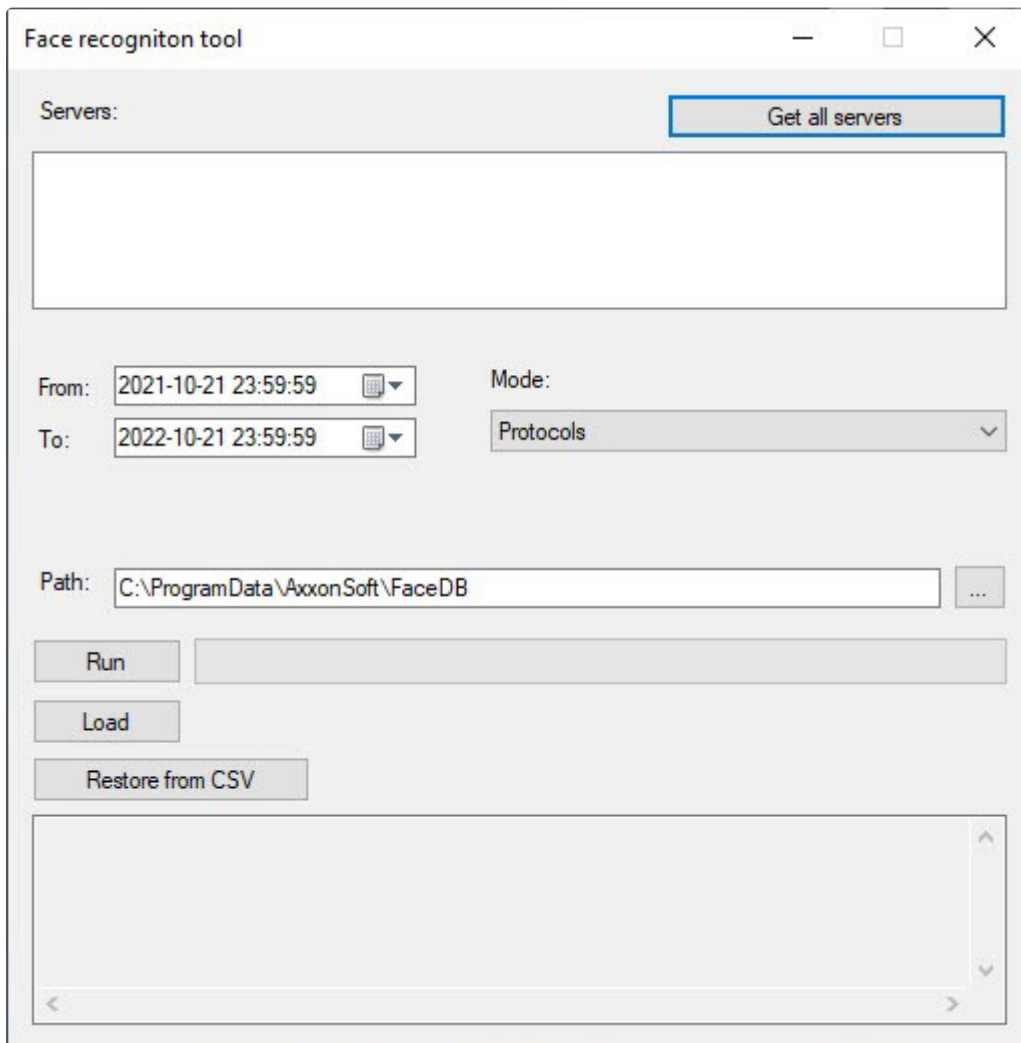 Face recogniton tool
Servers:
Get all servers
From:
2021-10-21 23:59:59
Mode:
To:
2022-10-21 23:59:59
Protocols
Path:
C:\ProgramData\AxxonSoft\FaceDB
...
Run
Load
Restore from CSV